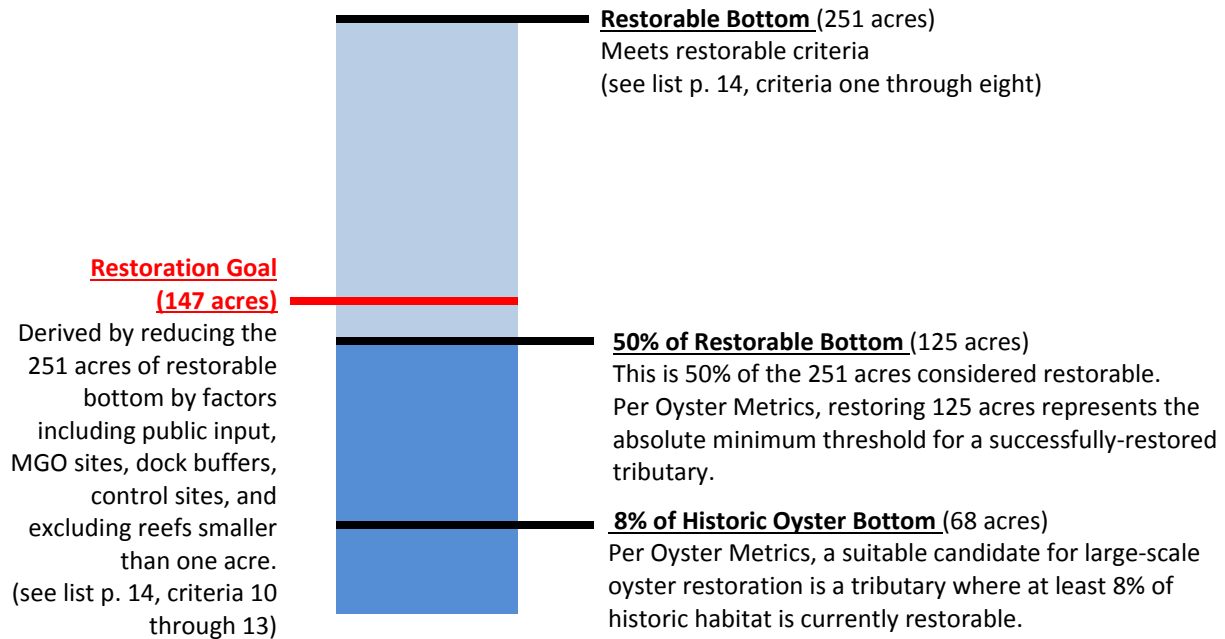 Restorable Bottom (251 acres)
Meets restorable criteria
(see list p. 14, criteria one through eight)
Restoration Goal
(147 acres)
Derived by reducing the
251 acres of restorable
bottom by factors
including public input,
MGO sites, dock buffers,
control sites, and
excluding reefs smaller
than one acre.
(see list p. 14, criteria 10
through 13)
50% of Restorable Bottom (125 acres)
This is 50% of the 251 acres considered restorable.
Per Oyster Metrics, restoring 125 acres represents the
absolute minimum threshold for a successfully-restored
tributary.
8% of Historic Oyster Bottom (68 acres)
Per Oyster Metrics, a suitable candidate for large-scale
oyster restoration is a tributary where at least 8% of
historic habitat is currently restorable.